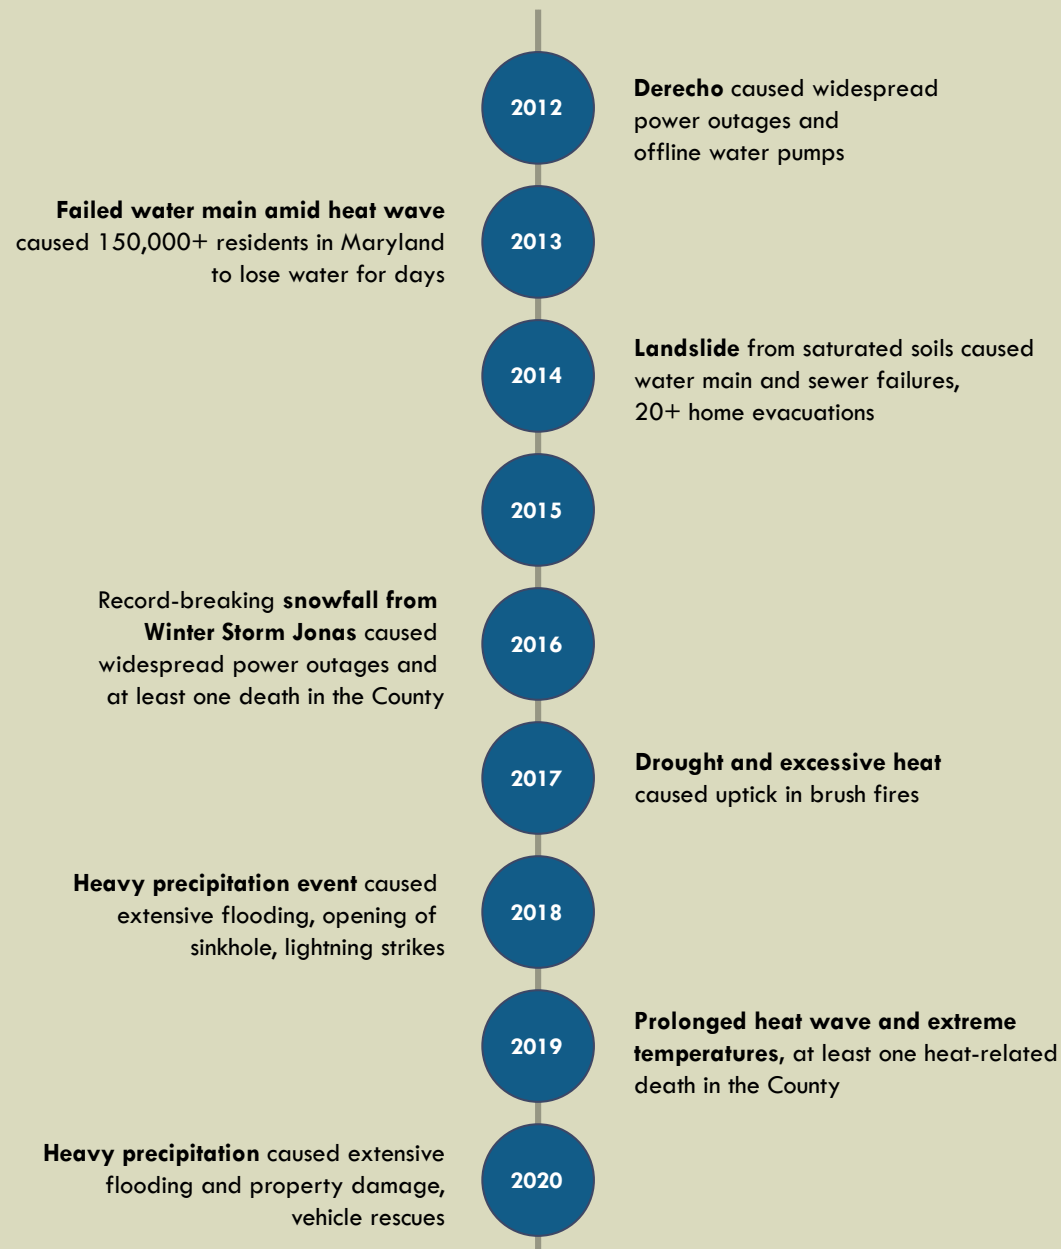 2012
Derecho caused widespread
power outages and
offline water pumps
Failed water main amid heat wave
caused 150,000+ residents in Maryland
to lose water for days
2013
2014
Landslide from saturated soils caused
water main and sewer failures,
20+ home evacuations
2015
Record-breaking snowfall from
Winter Storm Jonas caused
widespread power outages and
at least one death in the County
2016
2017
Drought and excessive heat
caused uptick in brush fires
Heavy precipitation event caused
extensive flooding, opening of
sinkhole, lightning strikes
2018
2019
Prolonged heat wave and extreme
temperatures, at least one heat-related
death in the County
Heavy precipitation caused extensive
flooding and property damage,
vehicle rescues
2020